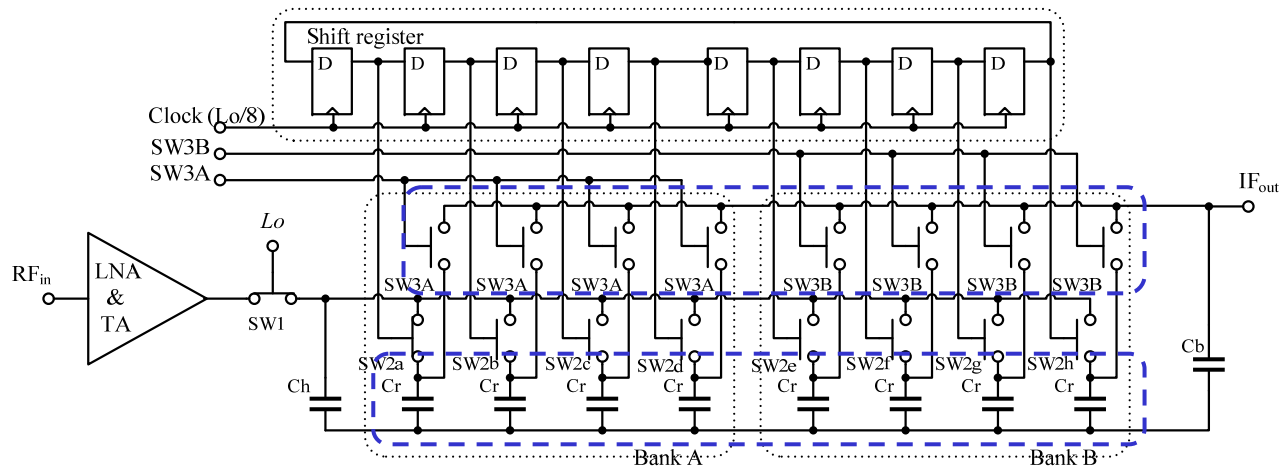 Shift register
D D D D D D D D
Clock (Lo/8)
SW3B
SW3A
IFout
Lo
RFin
LNA
&
TA
SW1
SW3A SW3A SW3A SW3A SW3B SW3B SW3B SW3B
SW2a SW2b SW2c SW2d SW2e SW2f SW2g SW2h
Cb
Ch
Cr Cr Cr Cr Cr Cr Cr Cr
Bank A
Bank B